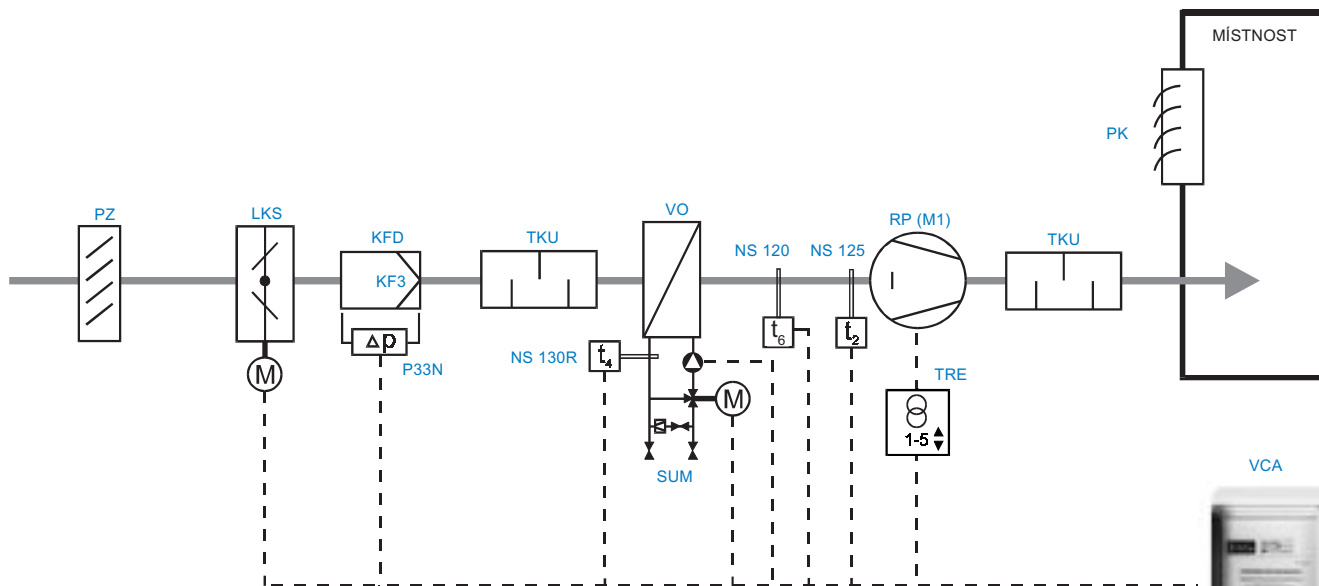 MÍSTNOST
PK
PZ
LKS
KFD
KF3
TKU
VO
NS 120
NS 125
RP (M1)
TKU
Δp
P33N
M
NS 130R
t4
t6
t2
M
TRE
1-5
SUM
VCA